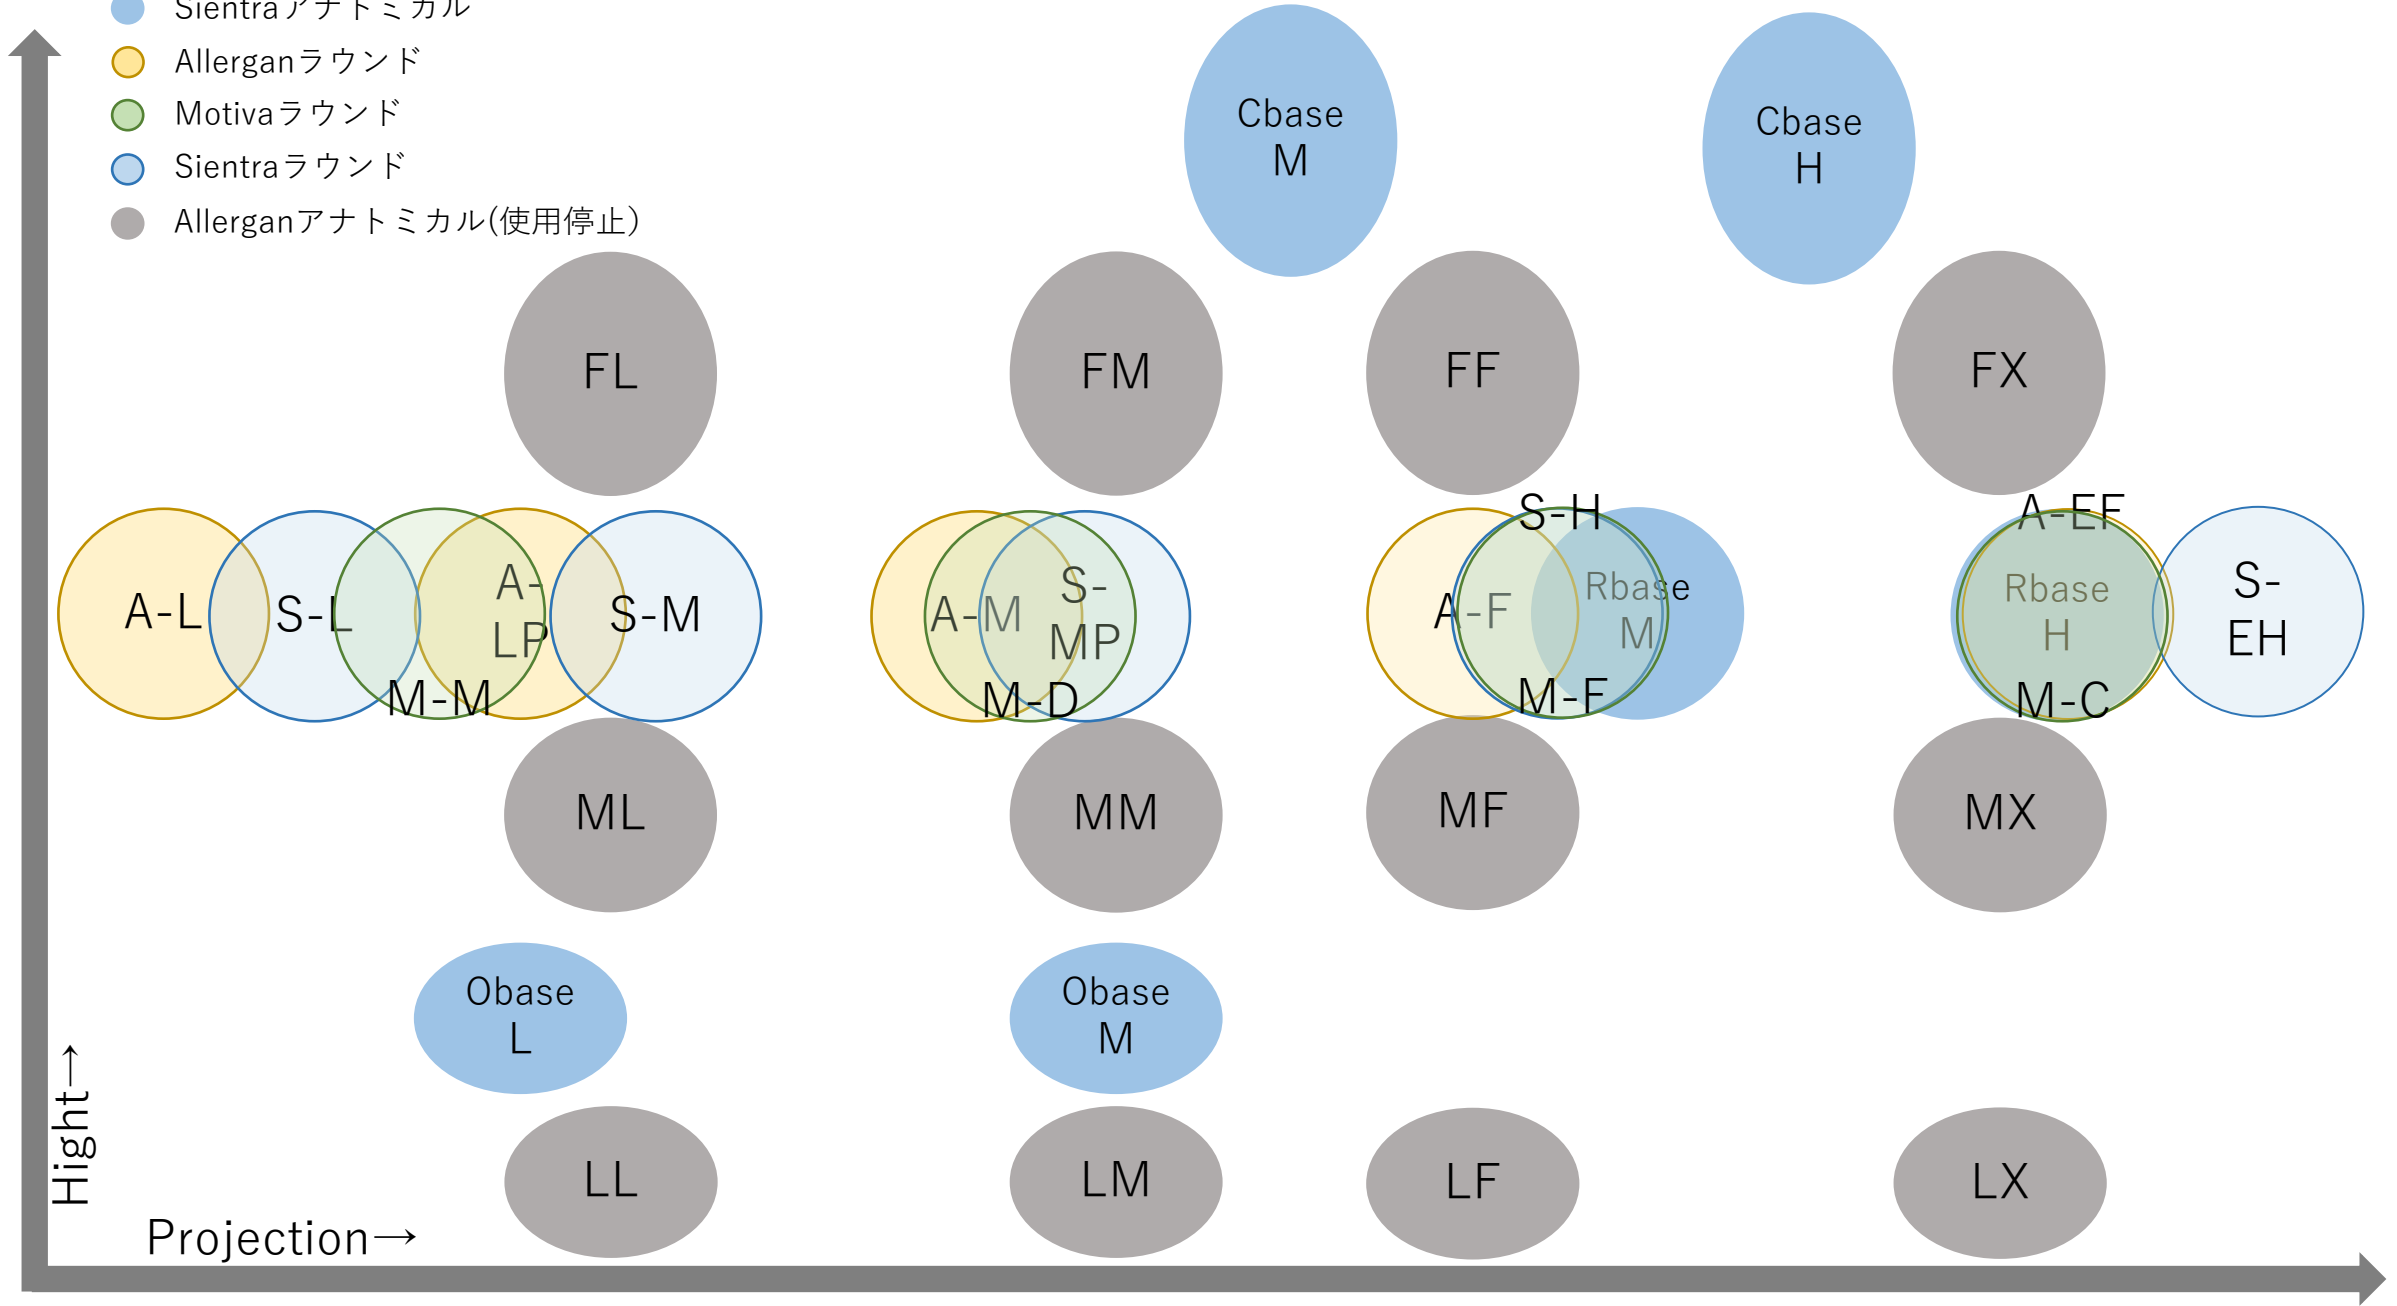 Sientraアナトミカル
Allerganラウンド
Motivaラウンド
Sientraラウンド
Allerganアナトミカル(使用停止)
Cbase
M
Cbase
H
FL
FM
FF
FX
A-L
S-L
M-M
A-
LP
S-M
A-M
M-D
S-
MP
A-F
S-H
M-F
Rbase
M
A-EF
Rbase
H
M-C
S-
EH
ML
MM
MF
MX
Obase
L
Obase
M
LL
LM
LF
LX
Hight→
Projection→